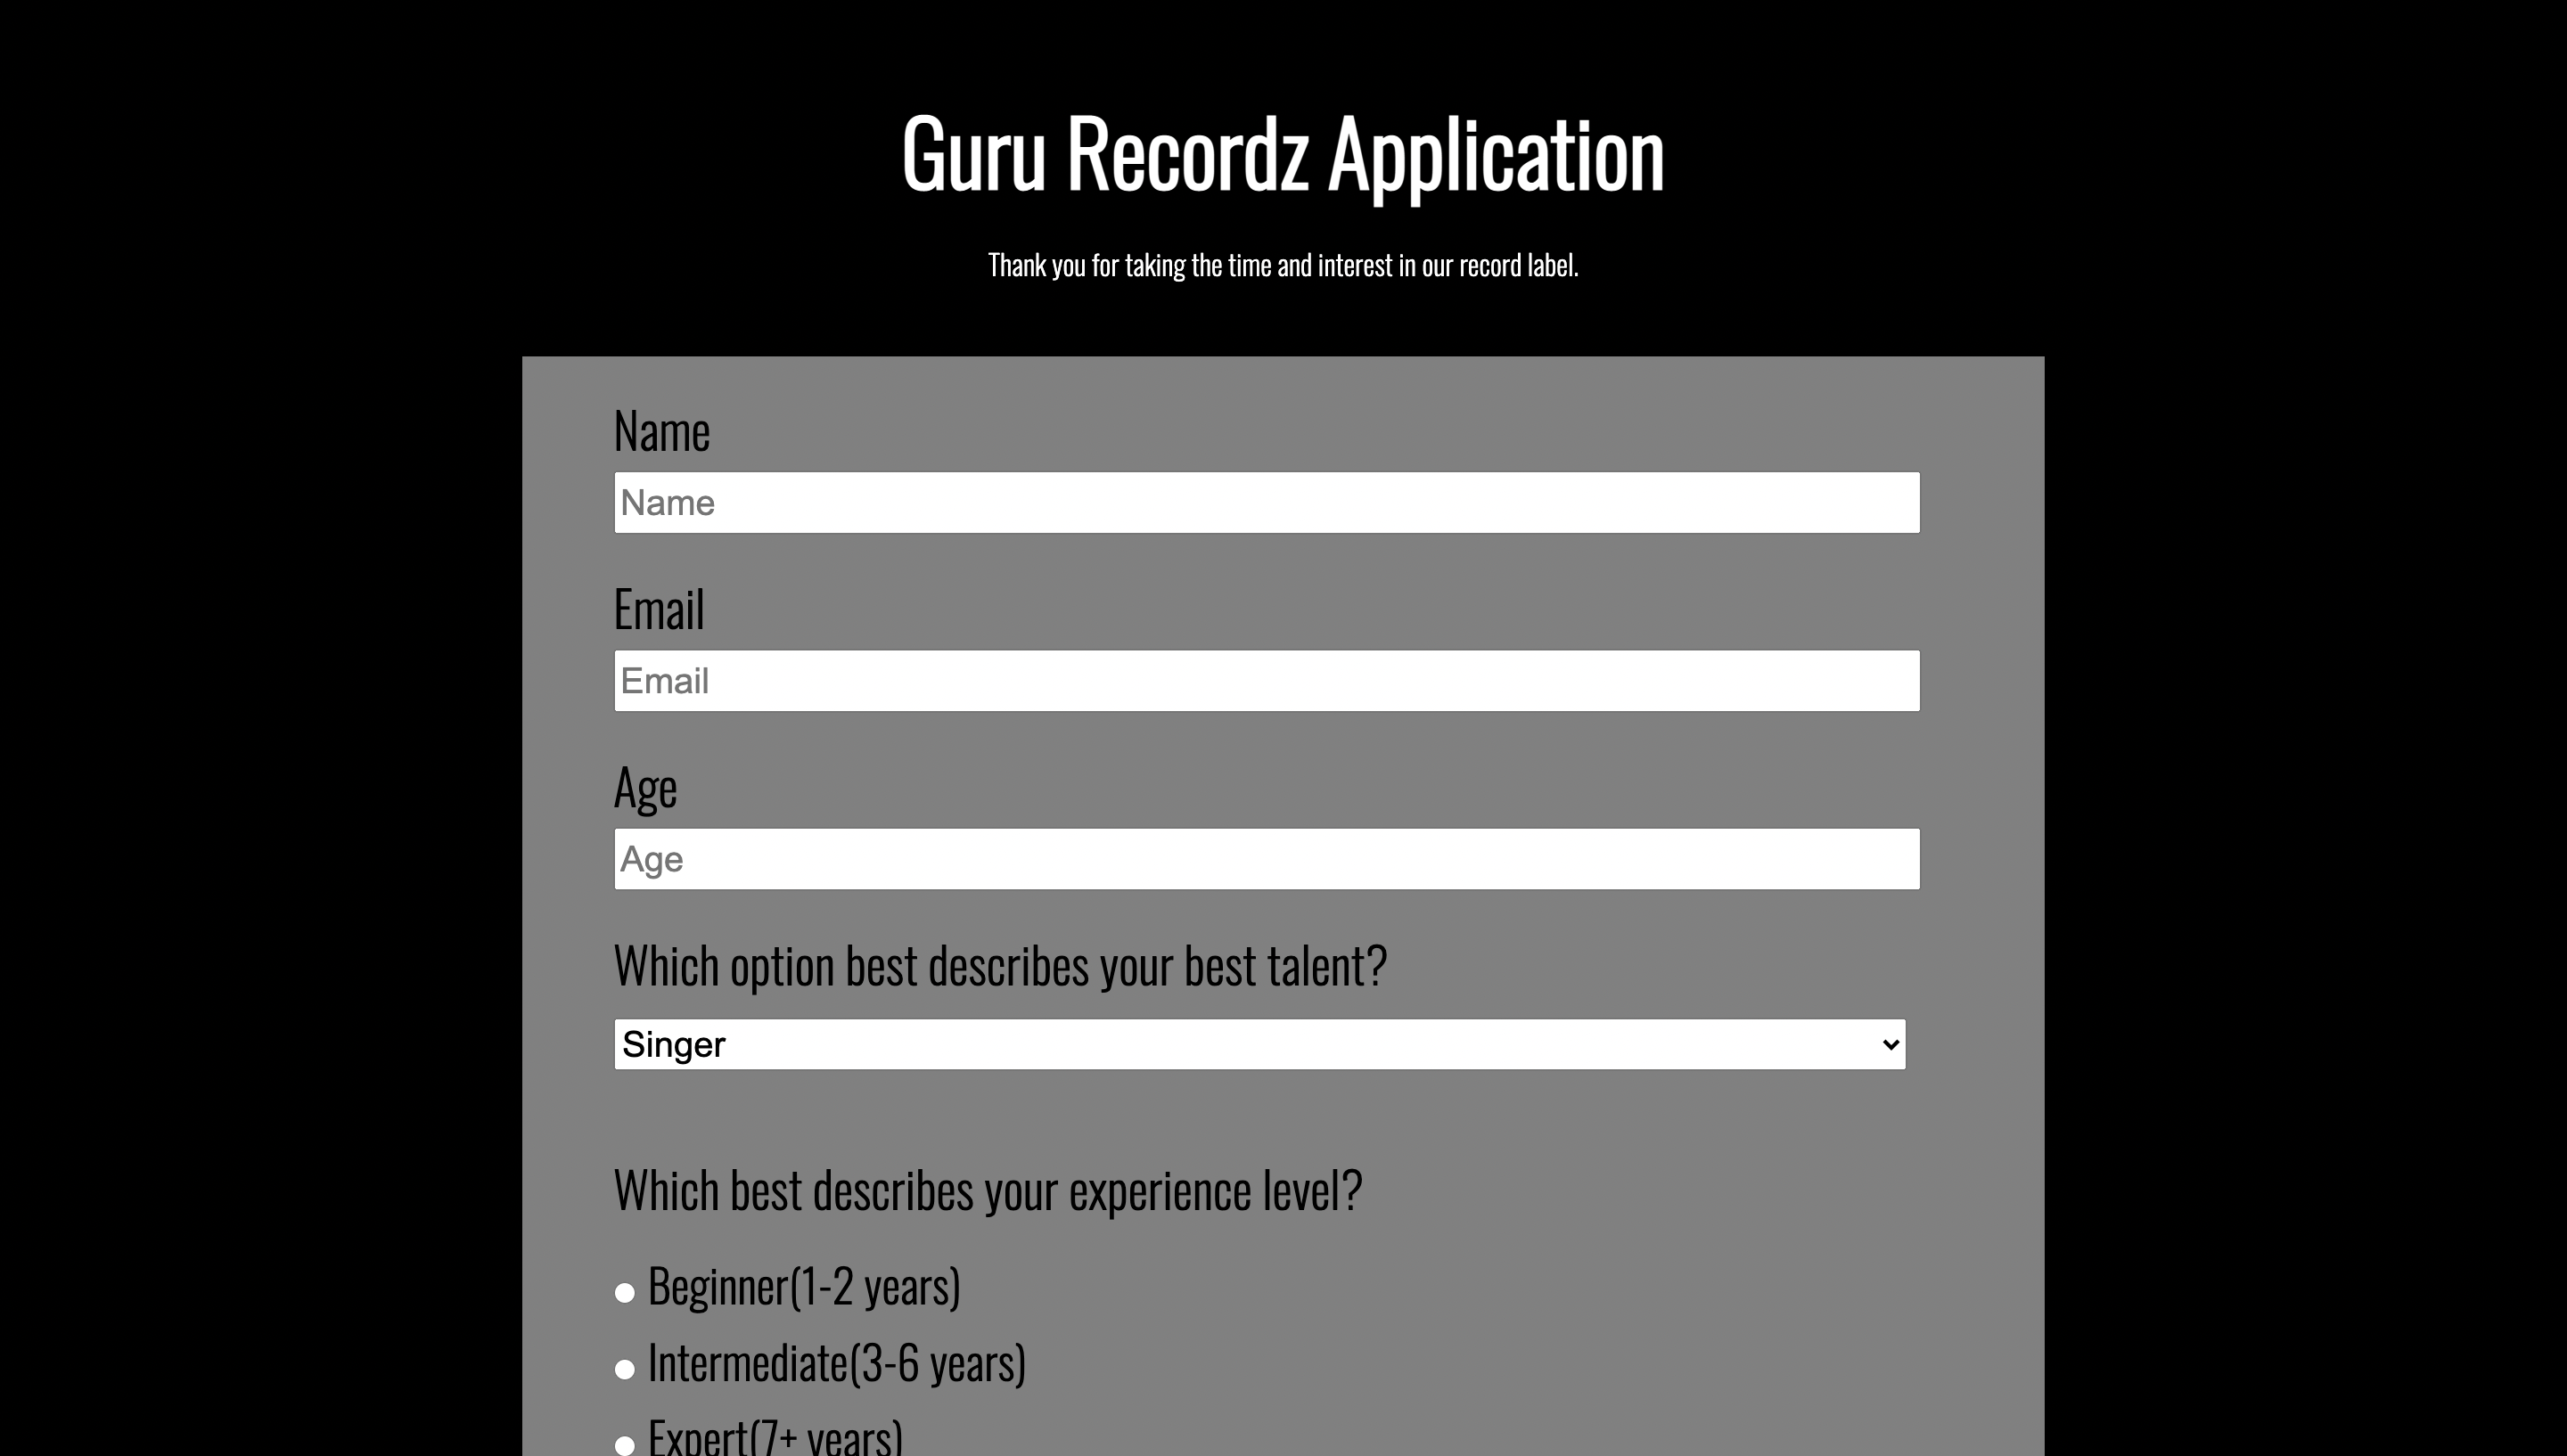 Guru Recordz Application
Thank you for taking the time and interest in our record label.
Name
Name
Email
Email
Age
Age
Which option best describes your best talent?
Singer
Which best describes your experience level?
Beginner(1-2 years)
Intermediate(3-6 years)
Expert(7+ years)